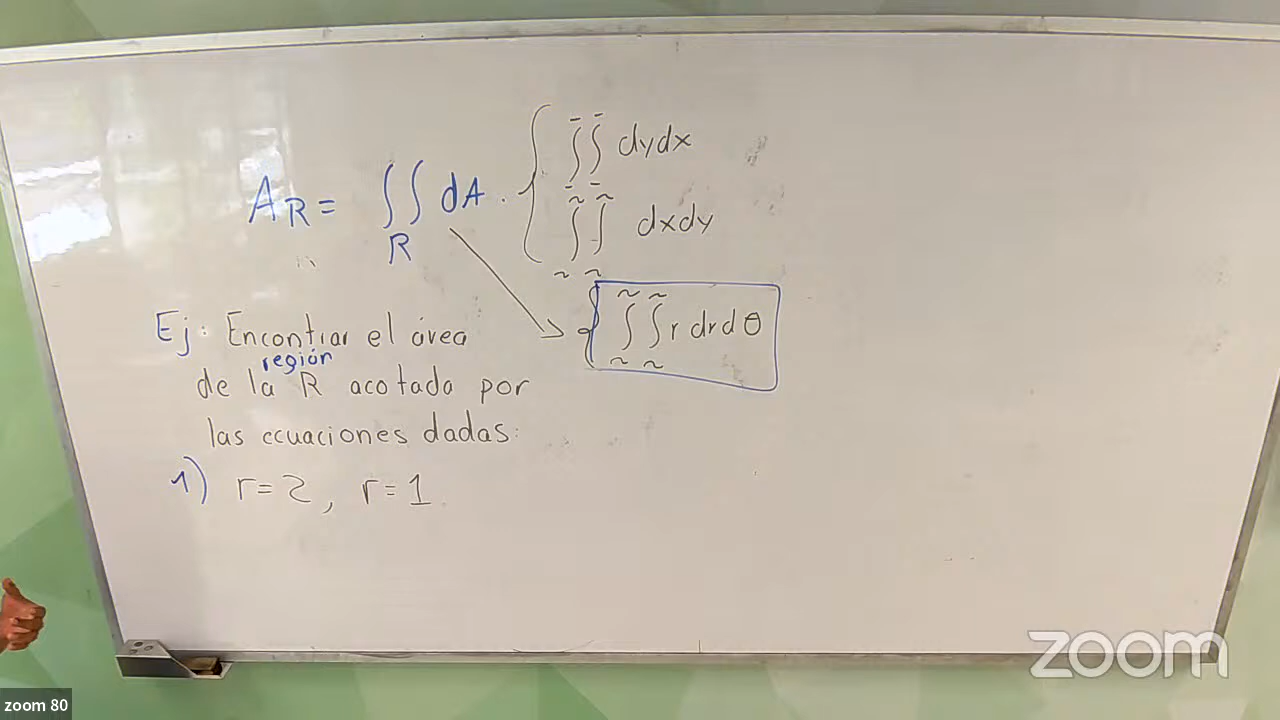 ∫∫ dydx
A_R = ∫∫_R dA
∫∫ dxdy
∫∫ r dr dθ
Ej: Encontrar el área
región
de la R acotada por
las ecuaciones dadas:
1) r=2, r=1
zoom
zoom 80